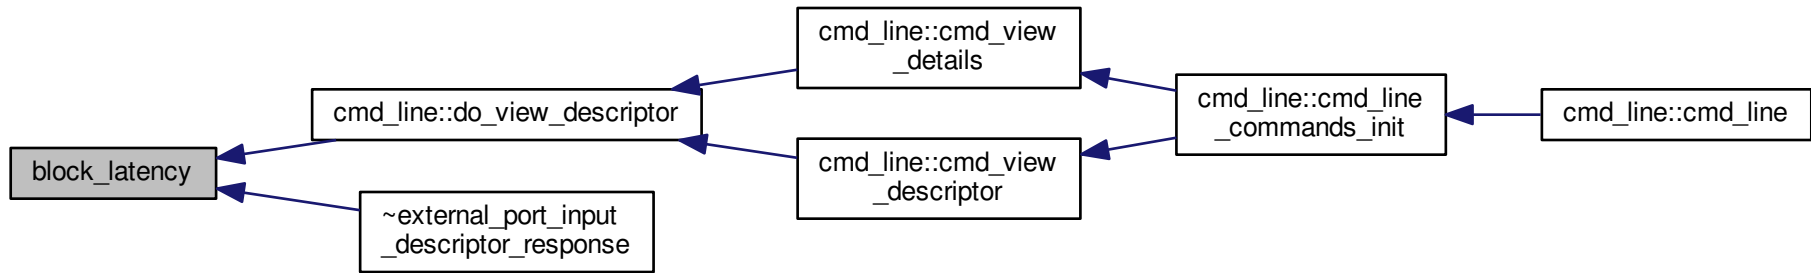 block_latency
cmd_line::do_view_descriptor
~external_port_input
_descriptor_response
cmd_line::cmd_view
_details
cmd_line::cmd_view
_descriptor
cmd_line::cmd_line
_commands_init
cmd_line::cmd_line